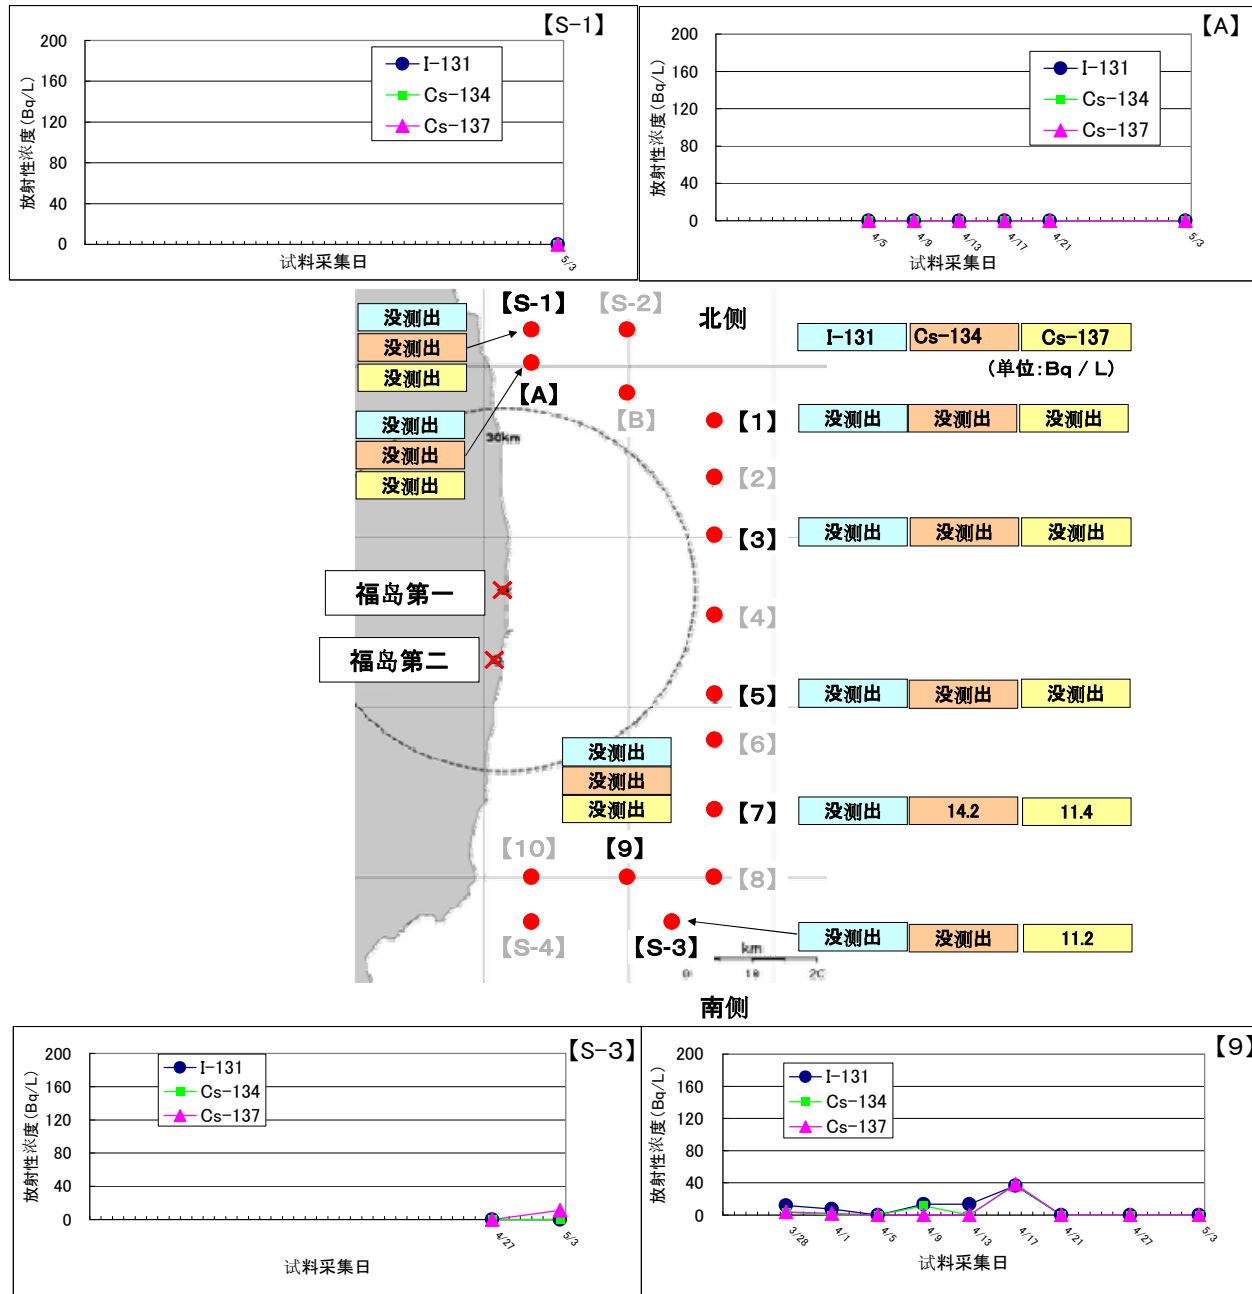 【S-1】
200
160
120
80
40
0
放射性浓度(Bq/L)
I-131
Cs-134
Cs-137
5/3
试料采集日
【A】
200
160
120
80
40
0
放射性浓度(Bq/L)
I-131
Cs-134
Cs-137
4/5
4/9
4/13
4/17
4/21
5/3
试料采集日
没测出
没测出
没测出
【S-1】
【S-2】
北侧
I-131
Cs-134
Cs-137
(单位:Bq / L)
【A】
【B】
没测出
没测出
没测出
30km
【1】
没测出
没测出
没测出
【2】
【3】
没测出
没测出
没测出
福岛第一
【4】
福岛第二
【5】
没测出
没测出
没测出
【6】
没测出
没测出
没测出
【7】
没测出
14.2
11.4
【10】
【9】
【8】
【S-4】
【S-3】
没测出
没测出
11.2
km
0
10
20
南侧
【S-3】
200
160
120
80
40
0
放射性浓度(Bq/L)
I-131
Cs-134
Cs-137
4/27
5/3
试料采集日
【9】
200
160
120
80
40
0
放射性浓度(Bq/L)
I-131
Cs-134
Cs-137
3/28
4/1
4/5
4/9
4/13
4/17
4/21
4/27
5/3
试料采集日